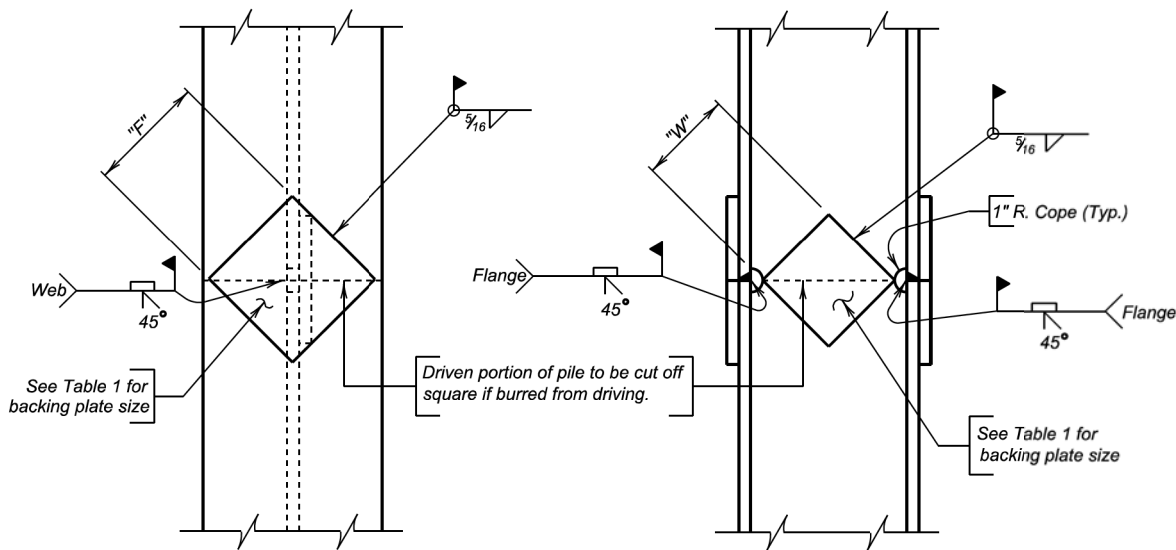 "F"
5/16
Web
45°
See Table 1 for
backing plate size
Driven portion of pile to be cut off
square if burred from driving.
"W"
5/16
1" R. Cope (Typ.)
Flange
45°
Flange
45°
See Table 1 for
backing plate size